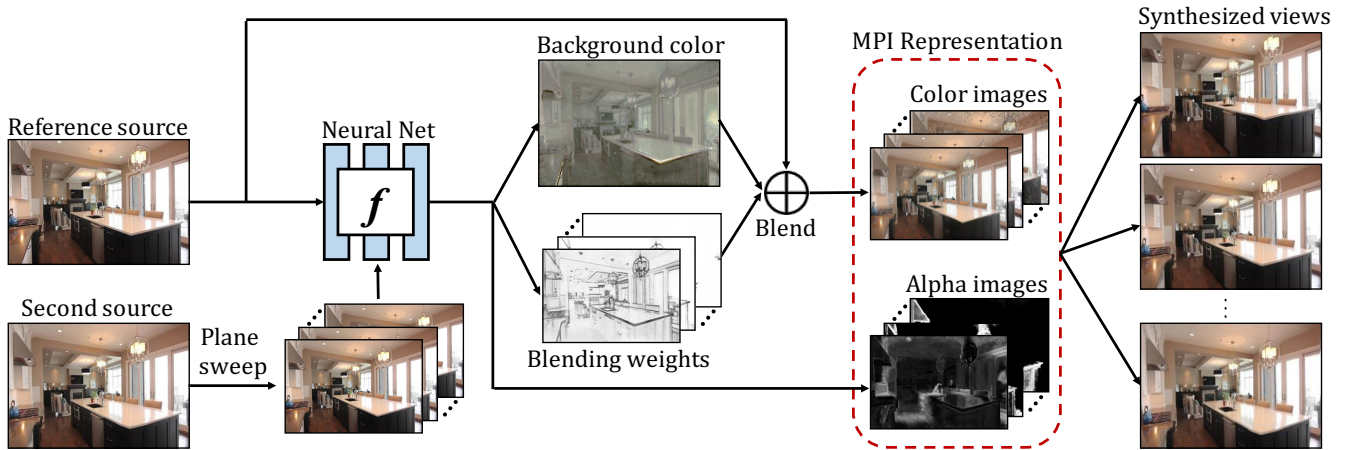 Reference source
Second source
Plane
sweep
Neural Net
f
Background color
Blending weights
Blend
MPI Representation
Color images
Alpha images
Synthesized views